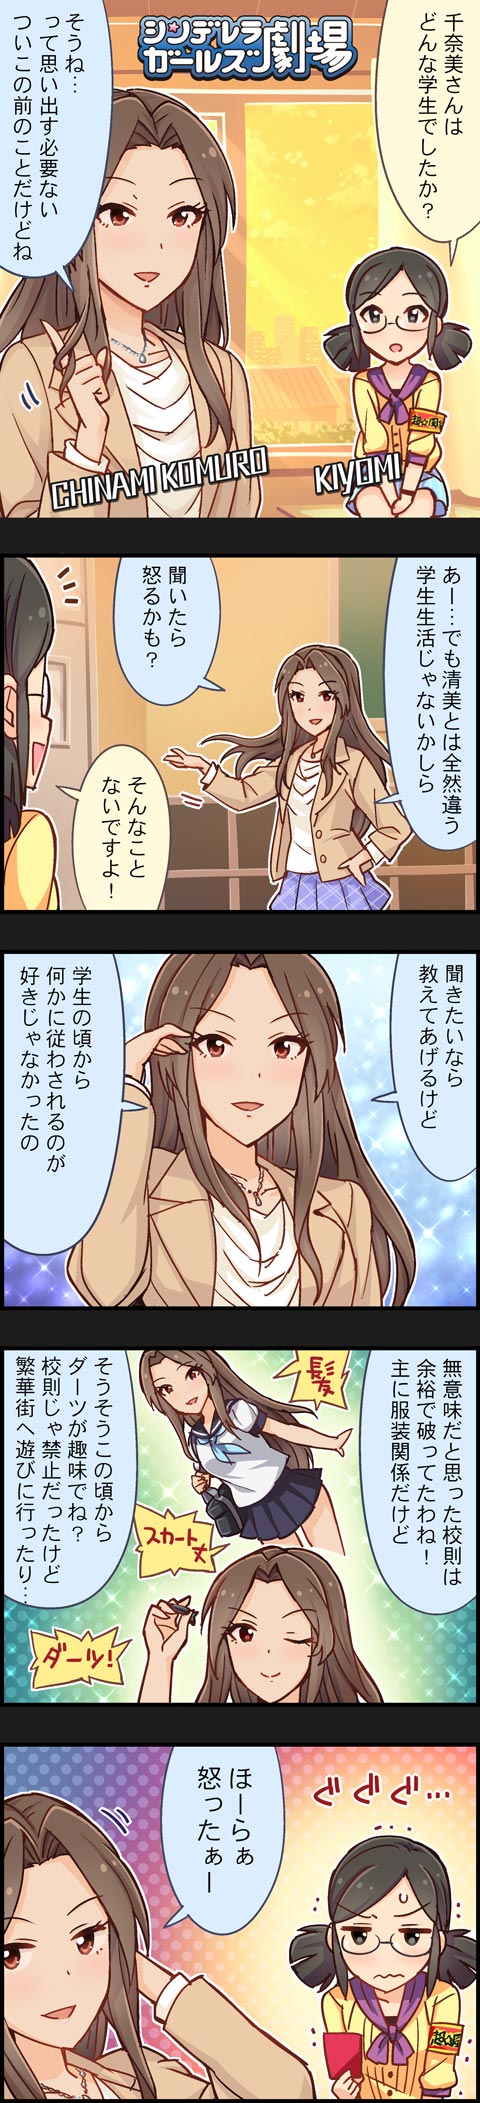 シンデレラ
ガールズ劇場
千奈美さんは
どんな学生でしたか？
そうね…
って思い出す必要ない
ついこの前のことだけどね
CHINAMI KOMURO
KIYOMI
あー…でも清美とは全然違う
学生生活じゃないかしら
聞いたら
怒るかも？
そんなこと
ないですよ！
聞きたいなら
教えてあげるけど
学生の頃から
何かに従わされるのが
好きじゃなかったの
無意味だと思った校則は
余裕で破ってたわね！
主に服装関係だけど
髪
スカート丈
そうそうこの頃から
ダーツが趣味でね？
校則じゃ禁止だったけど
繁華街へ遊びに行ったり…
ダーツ！
ど ど ど…
ほーらぁ
怒ったぁー